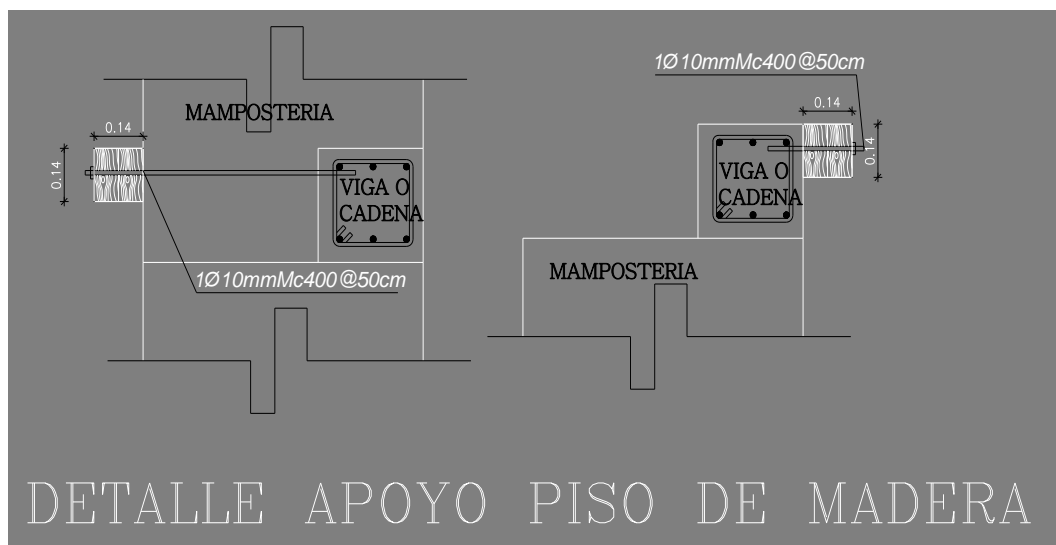 MAMPOSTERIA
0.14
0.14
VIGA O
CADENA
1Ø10mmMc400@50cm
1Ø10mmMc400@50cm
0.14
0.14
VIGA O
CADENA
MAMPOSTERIA
DETALLE APOYO PISO DE MADERA